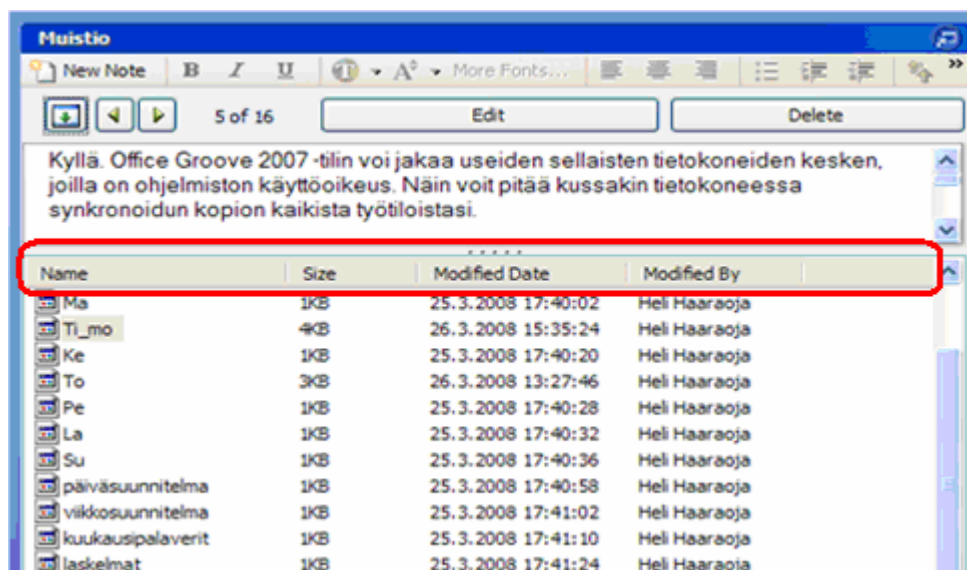 Muistio
New Note B I U A More Fonts... »
5 of 16 Edit Delete
Kyllä. Office Groove 2007 -tilin voi jakaa useiden sellaisten tietokoneiden kesken,
joilla on ohjelmiston käyttöoikeus. Näin voit pitää kussakin tietokoneessa
synkronoidun kopion kaikista työtiloistasi.
Name Size Modified Date Modified By
Ma 1KB 25.3.2008 17:40:02 Heli Haaraoja
Ti_mo 4KB 26.3.2008 15:35:24 Heli Haaraoja
Ke 1KB 25.3.2008 17:40:20 Heli Haaraoja
To 3KB 26.3.2008 13:27:46 Heli Haaraoja
Pe 1KB 25.3.2008 17:40:28 Heli Haaraoja
La 1KB 25.3.2008 17:40:32 Heli Haaraoja
Su 1KB 25.3.2008 17:40:36 Heli Haaraoja
päiväsuunnitelma 1KB 25.3.2008 17:40:58 Heli Haaraoja
viikkosuunnitelma 1KB 25.3.2008 17:41:02 Heli Haaraoja
kuukausipalaverit 1KB 25.3.2008 17:41:10 Heli Haaraoja
laskelmat 1KB 25.3.2008 17:41:24 Heli Haaraoja